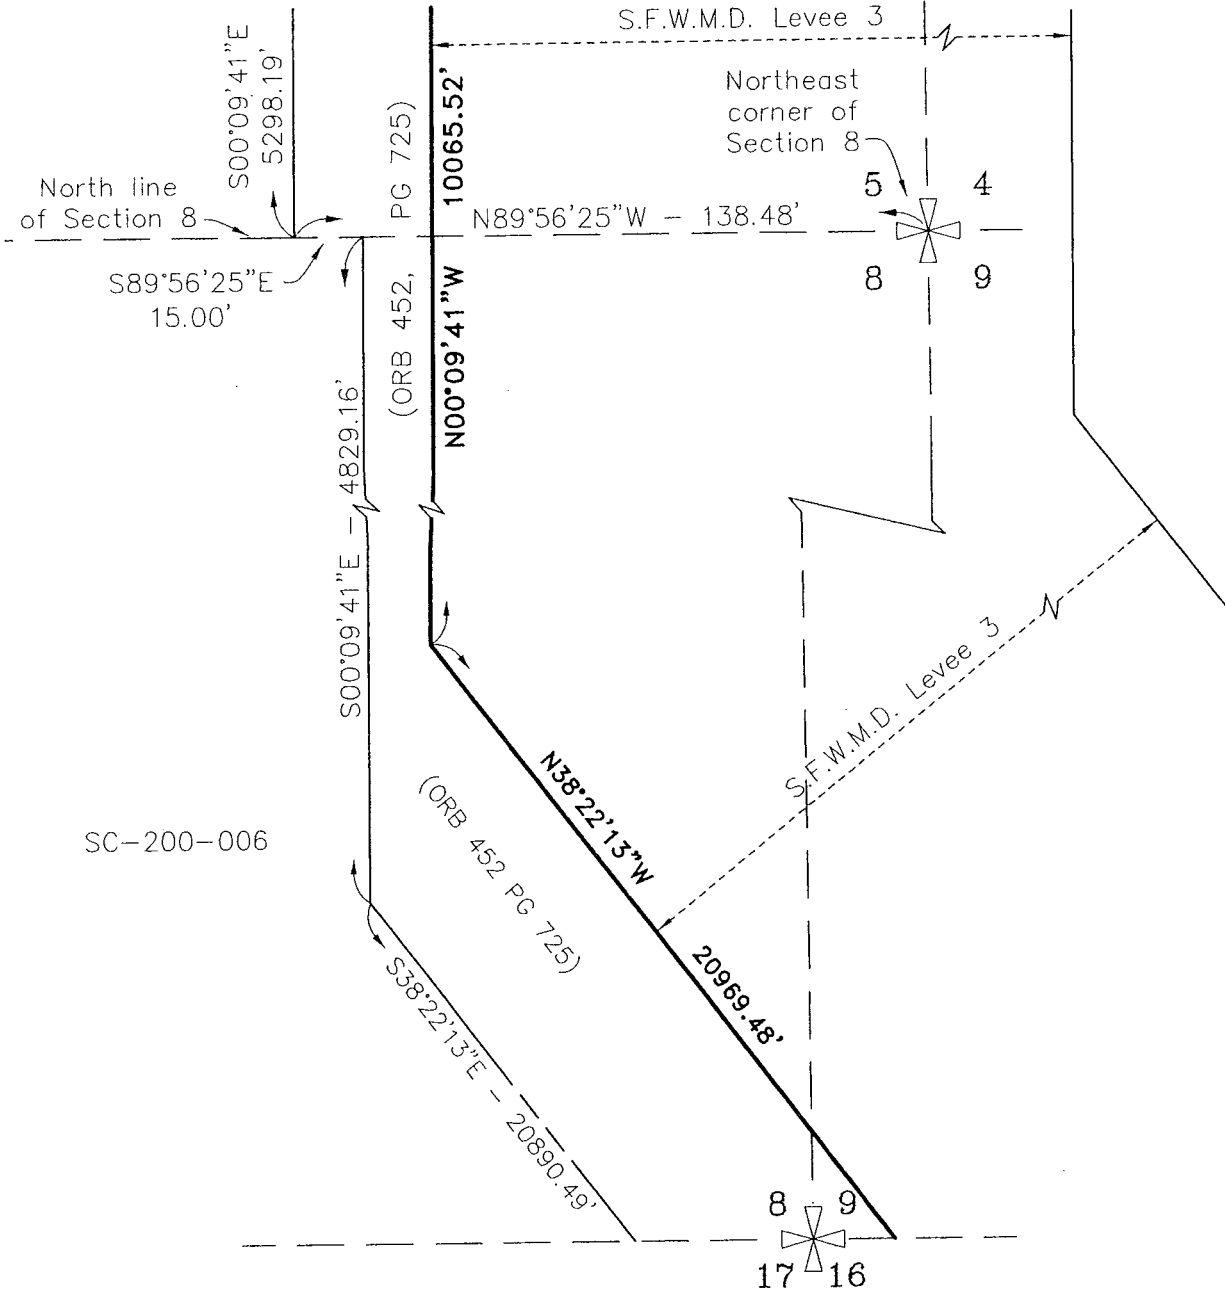 S.F.W.M.D. Levee 3
S00°09'41"E
5298.19'
(ORB 452, PG 725)
10065.52'
N00°09'41"W
Northeast
corner of
Section 8
5 4
8 9
North line
of Section 8
N89°56'25"W - 138.48'
S89°56'25"E
15.00'
S00°09'41"E - 4829.16'
S.F.W.M.D. Levee 3
N38°22'13"W
20969.48'
(ORB 452 PG 725)
SC-200-006
S38°22'13"E - 20890.49'
8 9
17 16